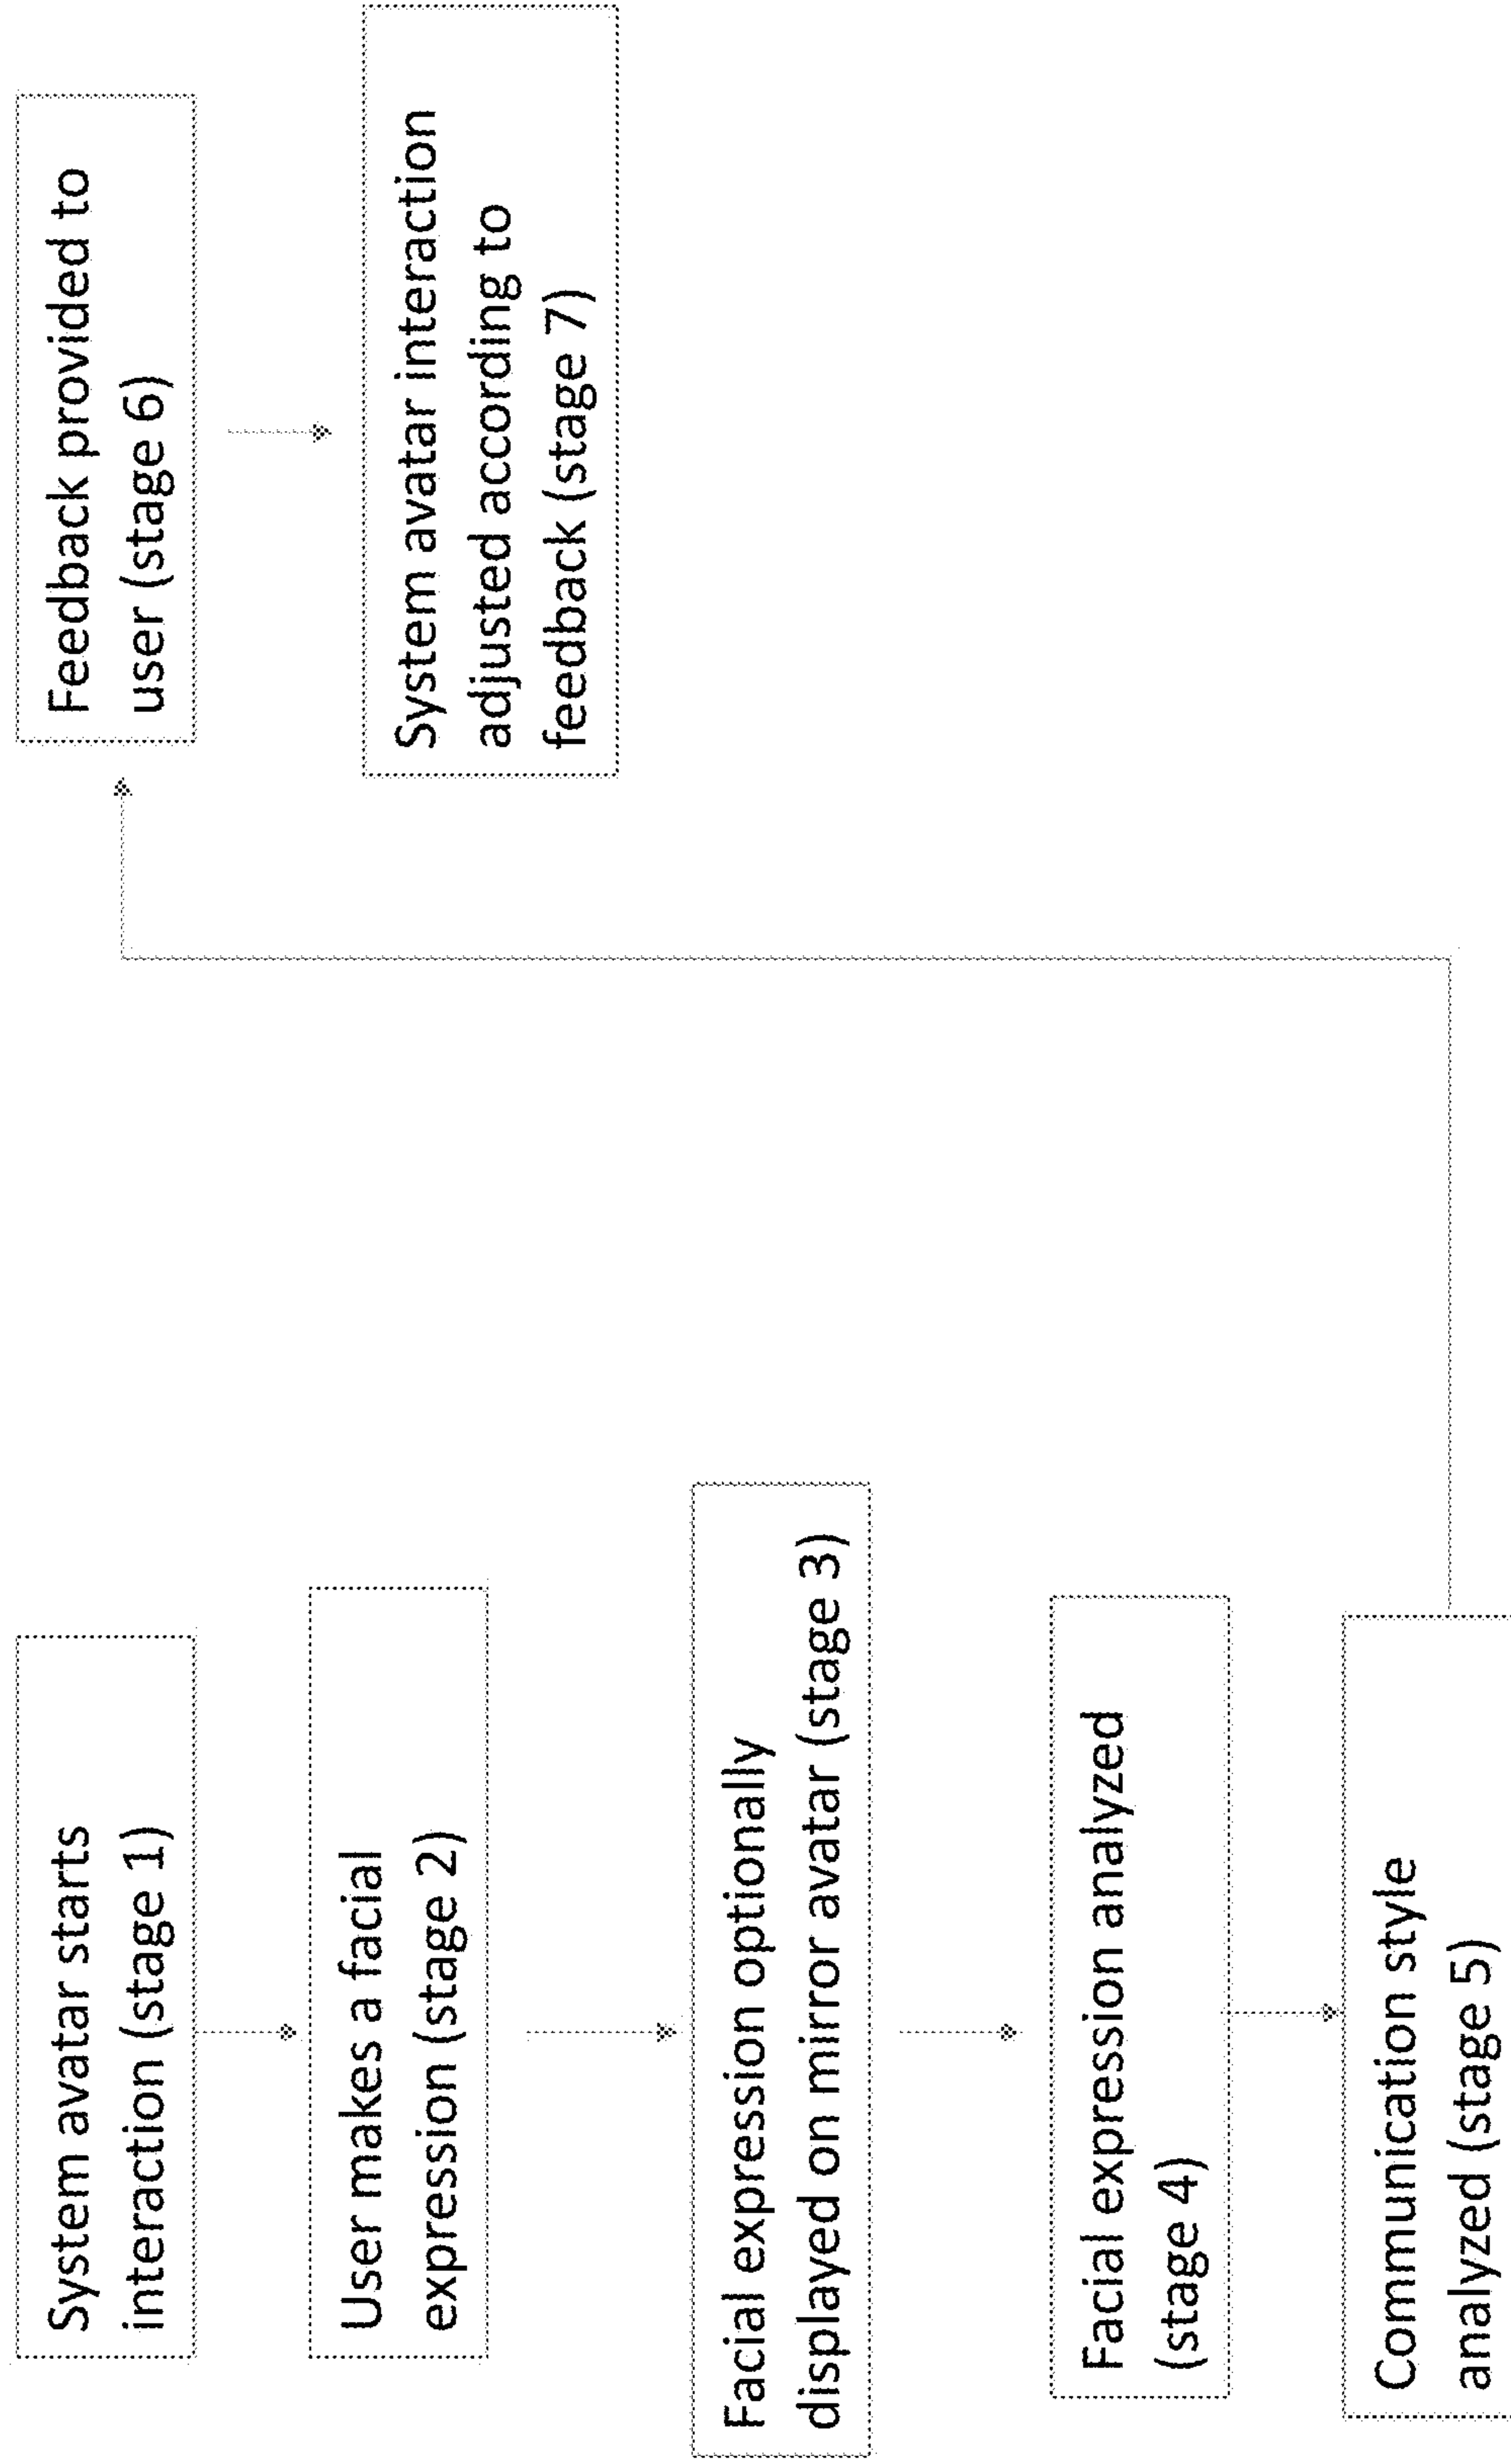 System avatar starts
interaction (stage 1)
User makes a facial
expression (stage 2)
Facial expression optionally
displayed on mirror avatar (stage 3)
Facial expression analyzed
(stage 4)
Communication style
analyzed (stage 5)
Feedback provided to
user (stage 6)
System avatar interaction
adjusted according to
feedback (stage 7)